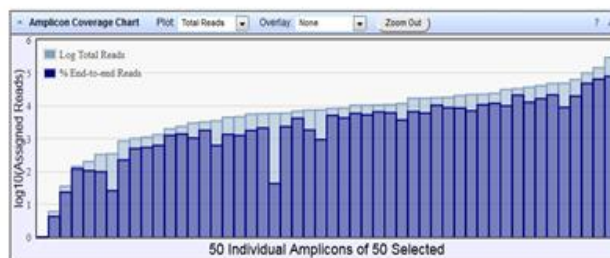 Amplicon Coverage Chart Plot: Total Reads Overlay: None Zoom Out ?
6
Log Total Reads
% End-to-end Reads
5
4
3
2
1
0
log10(Assigned Reads)
50 Individual Amplicons of 50 Selected